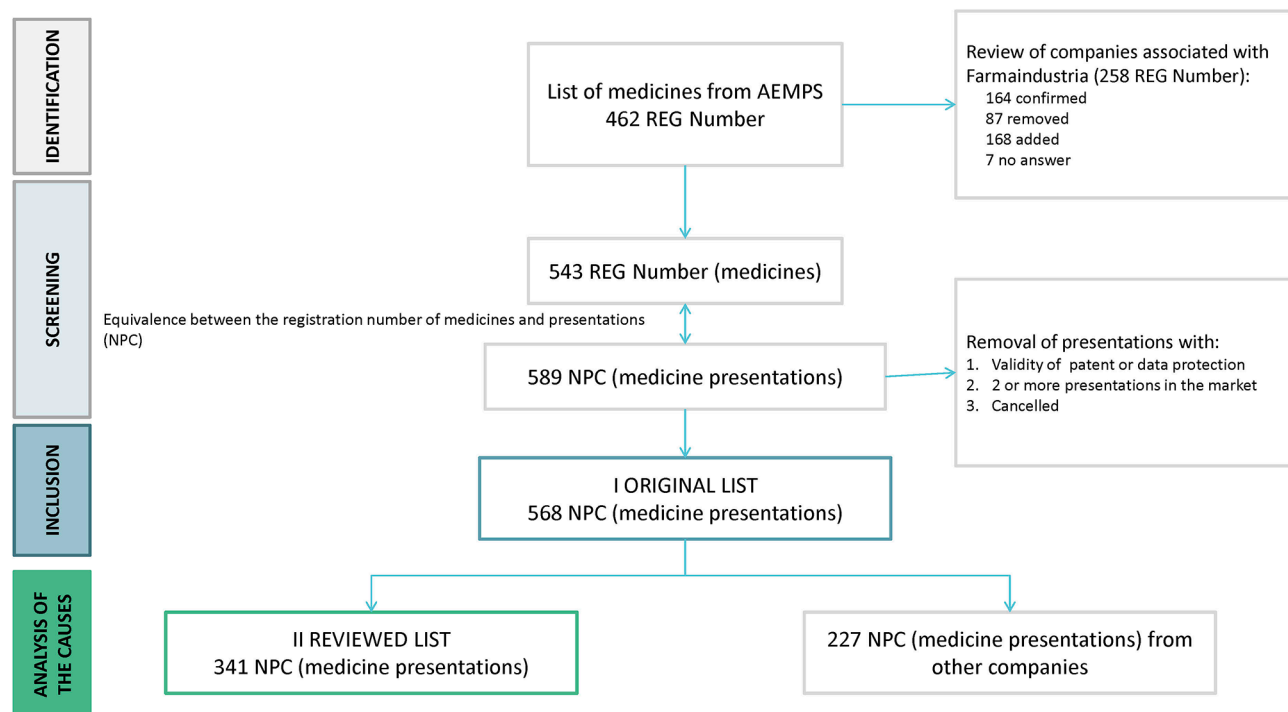 IDENTIFICATION
List of medicines from AEMPS
462 REG Number
Review of companies associated with
Farmaindustria (258 REG Number):
164 confirmed
87 removed
168 added
7 no answer
SCREENING
543 REG Number (medicines)
Equivalence between the registration number of medicines and presentations
(NPC)
589 NPC (medicine presentations)
Removal of presentations with:
1. Validity of patent or data protection
2. 2 or more presentations in the market
3. Cancelled
INCLUSION
I ORIGINAL LIST
568 NPC (medicine presentations)
ANALYSIS OF
THE CAUSES
II REVIEWED LIST
341 NPC (medicine presentations)
227 NPC (medicine presentations) from
other companies